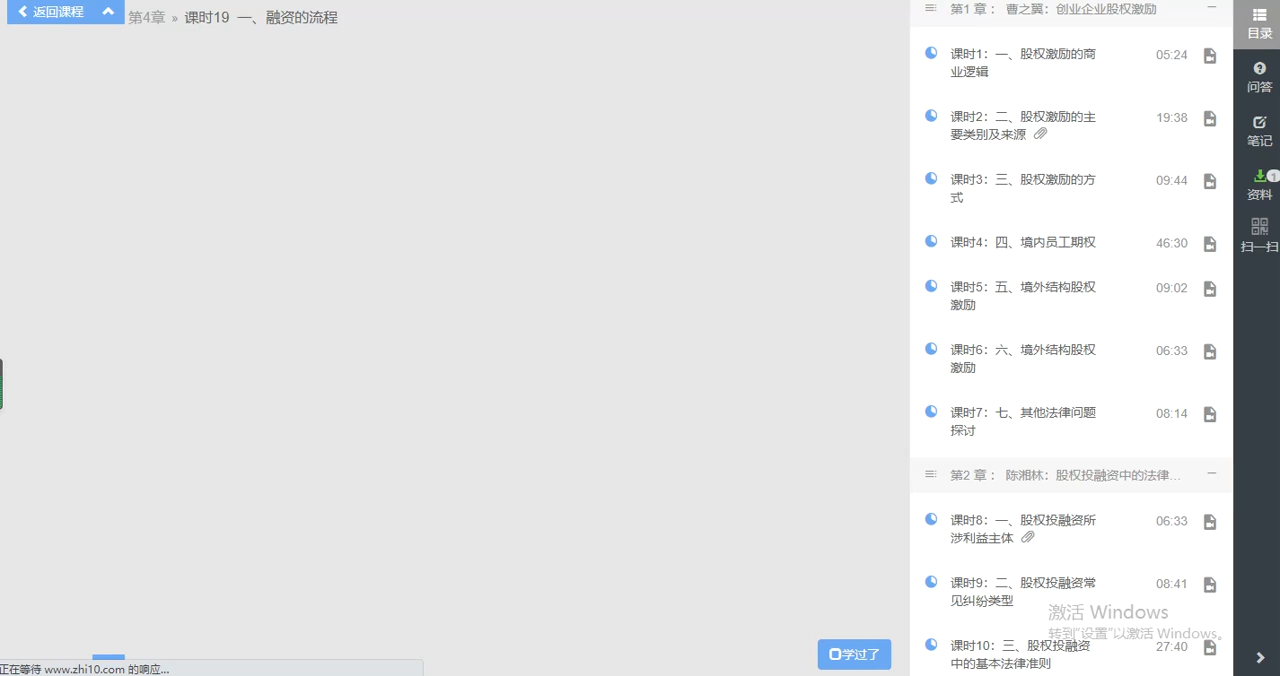 返回课程
第4章 » 课时19 一、融资的流程
第1 章： 曹之翼：创业企业股权激励
课时1：一、股权激励的商
业逻辑
05:24
课时2：二、股权激励的主
要类别及来源
19:38
课时3：三、股权激励的方
式
09:44
课时4：四、境内员工期权
46:30
课时5：五、境外结构股权
激励
09:02
课时6：六、境外结构股权
激励
06:33
课时7：七、其他法律问题
探讨
08:14
第2 章： 陈湘林：股权投融资中的法律...
课时8：一、股权投融资所
涉利益主体
06:33
课时9：二、股权投融资常
见纠纷类型
08:41
课时10：三、股权投融资
中的基本法律准则
27:40
激活 Windows
转到“设置”以激活 Windows。
目录
问答
笔记
1
资料
扫一扫
学过了
正在等待 www.zhi10.com 的响应...